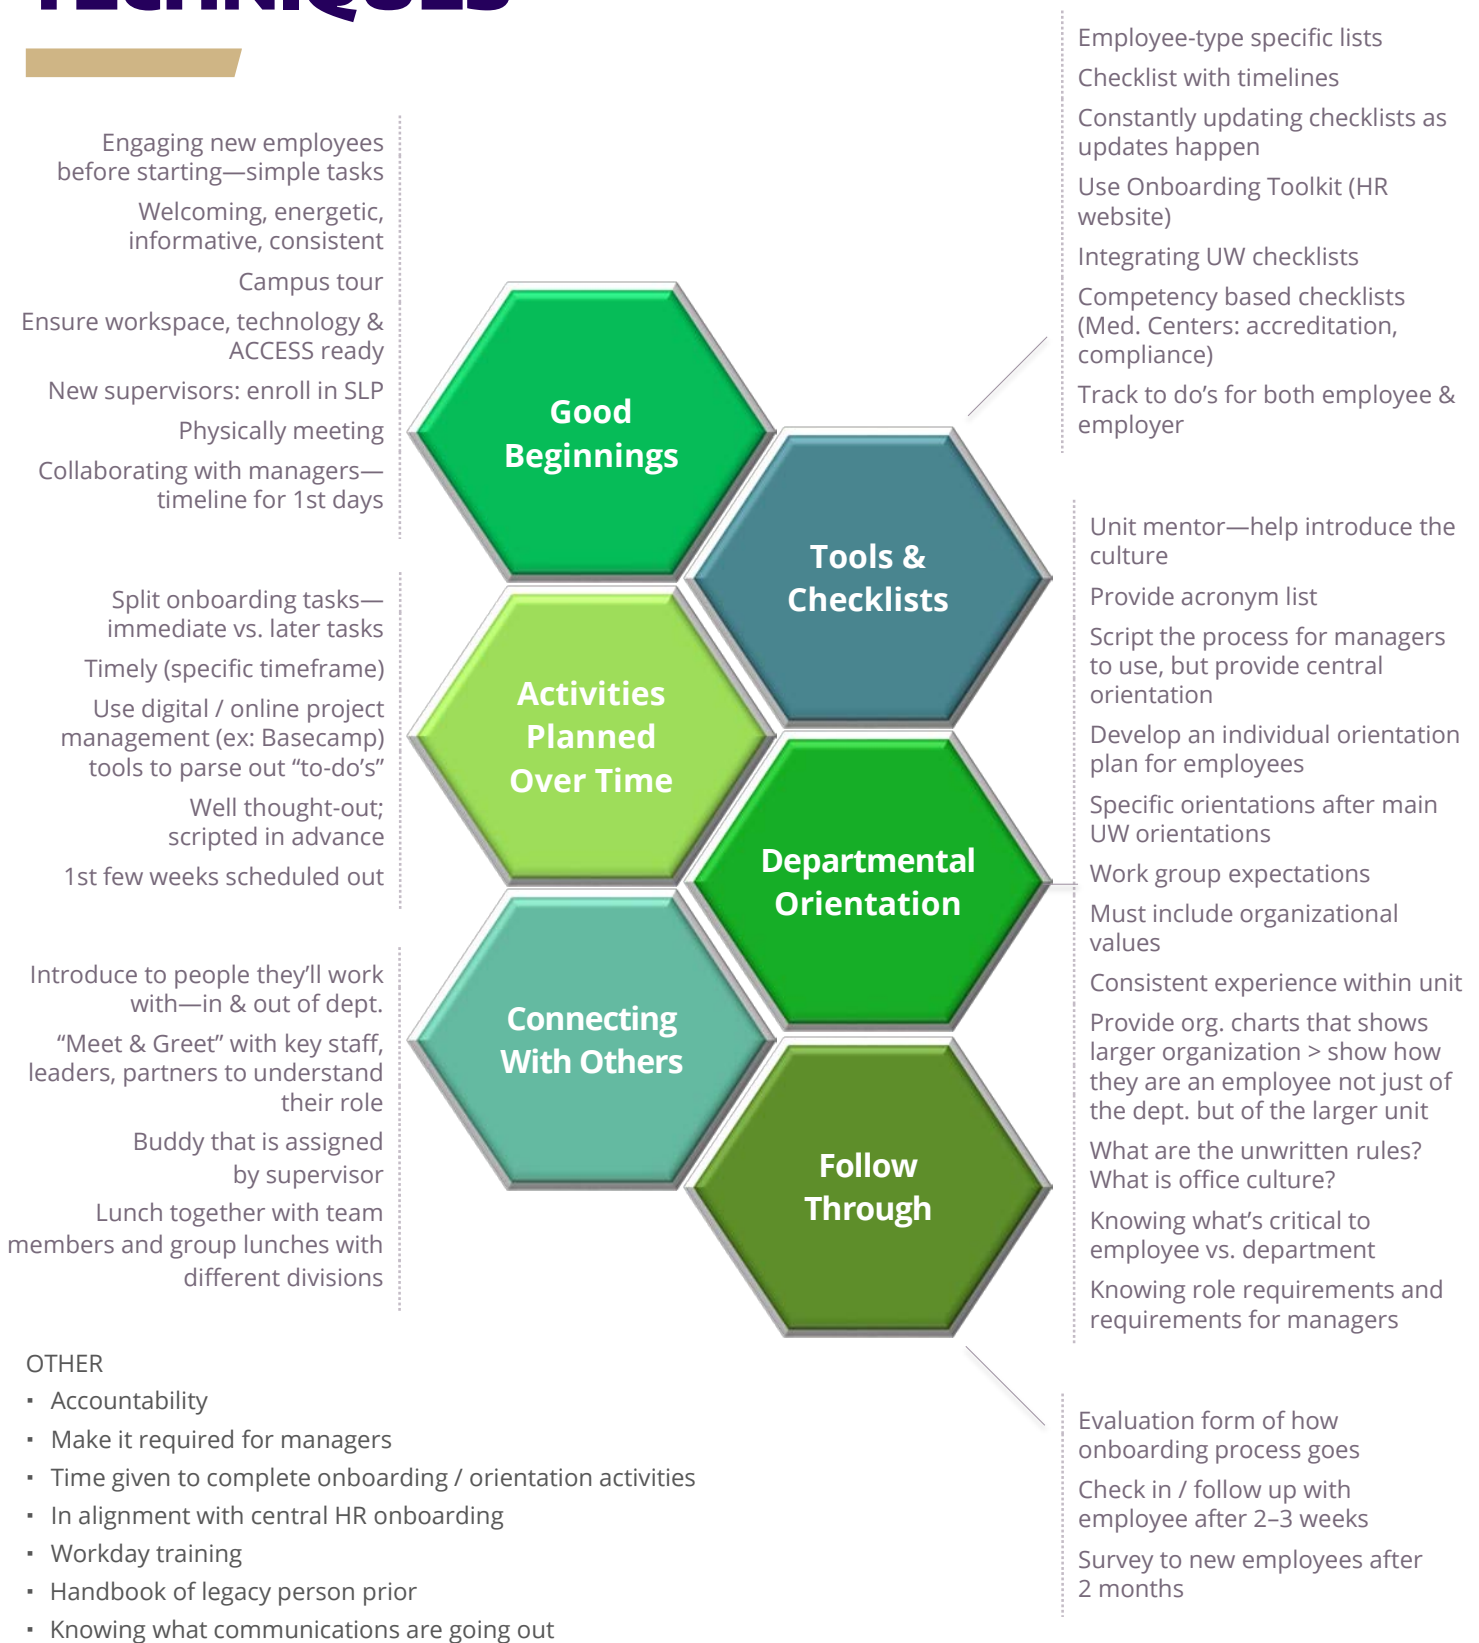 TECHNIQUES
Engaging new employees
before starting—simple tasks
Welcoming, energetic,
informative, consistent
Campus tour
Ensure workspace, technology &
ACCESS ready
New supervisors: enroll in SLP
Physically meeting
Collaborating with managers—
timeline for 1st days
Good
Beginnings
Employee-type specific lists
Checklist with timelines
Constantly updating checklists as
updates happen
Use Onboarding Toolkit (HR
website)
Integrating UW checklists
Competency based checklists
(Med. Centers: accreditation,
compliance)
Track to do’s for both employee &
employer
Tools &
Checklists
Split onboarding tasks—
immediate vs. later tasks
Timely (specific timeframe)
Use digital / online project
management (ex: Basecamp)
tools to parse out “to-do’s”
Well thought-out;
scripted in advance
1st few weeks scheduled out
Activities
Planned
Over Time
Unit mentor—help introduce the
culture
Provide acronym list
Script the process for managers
to use, but provide central
orientation
Develop an individual orientation
plan for employees
Specific orientations after main
UW orientations
Work group expectations
Must include organizational
values
Consistent experience within unit
Provide org. charts that shows
larger organization > show how
they are an employee not just of
the dept. but of the larger unit
What are the unwritten rules?
What is office culture?
Knowing what’s critical to
employee vs. department
Knowing role requirements and
requirements for managers
Departmental
Orientation
Introduce to people they’ll work
with—in & out of dept.
“Meet & Greet” with key staff,
leaders, partners to understand
their role
Buddy that is assigned
by supervisor
Lunch together with team
members and group lunches with
different divisions
Connecting
With Others
Follow
Through
Evaluation form of how
onboarding process goes
Check in / follow up with
employee after 2–3 weeks
Survey to new employees after
2 months
OTHER
▪ Accountability
▪ Make it required for managers
▪ Time given to complete onboarding / orientation activities
▪ In alignment with central HR onboarding
▪ Workday training
▪ Handbook of legacy person prior
▪ Knowing what communications are going out